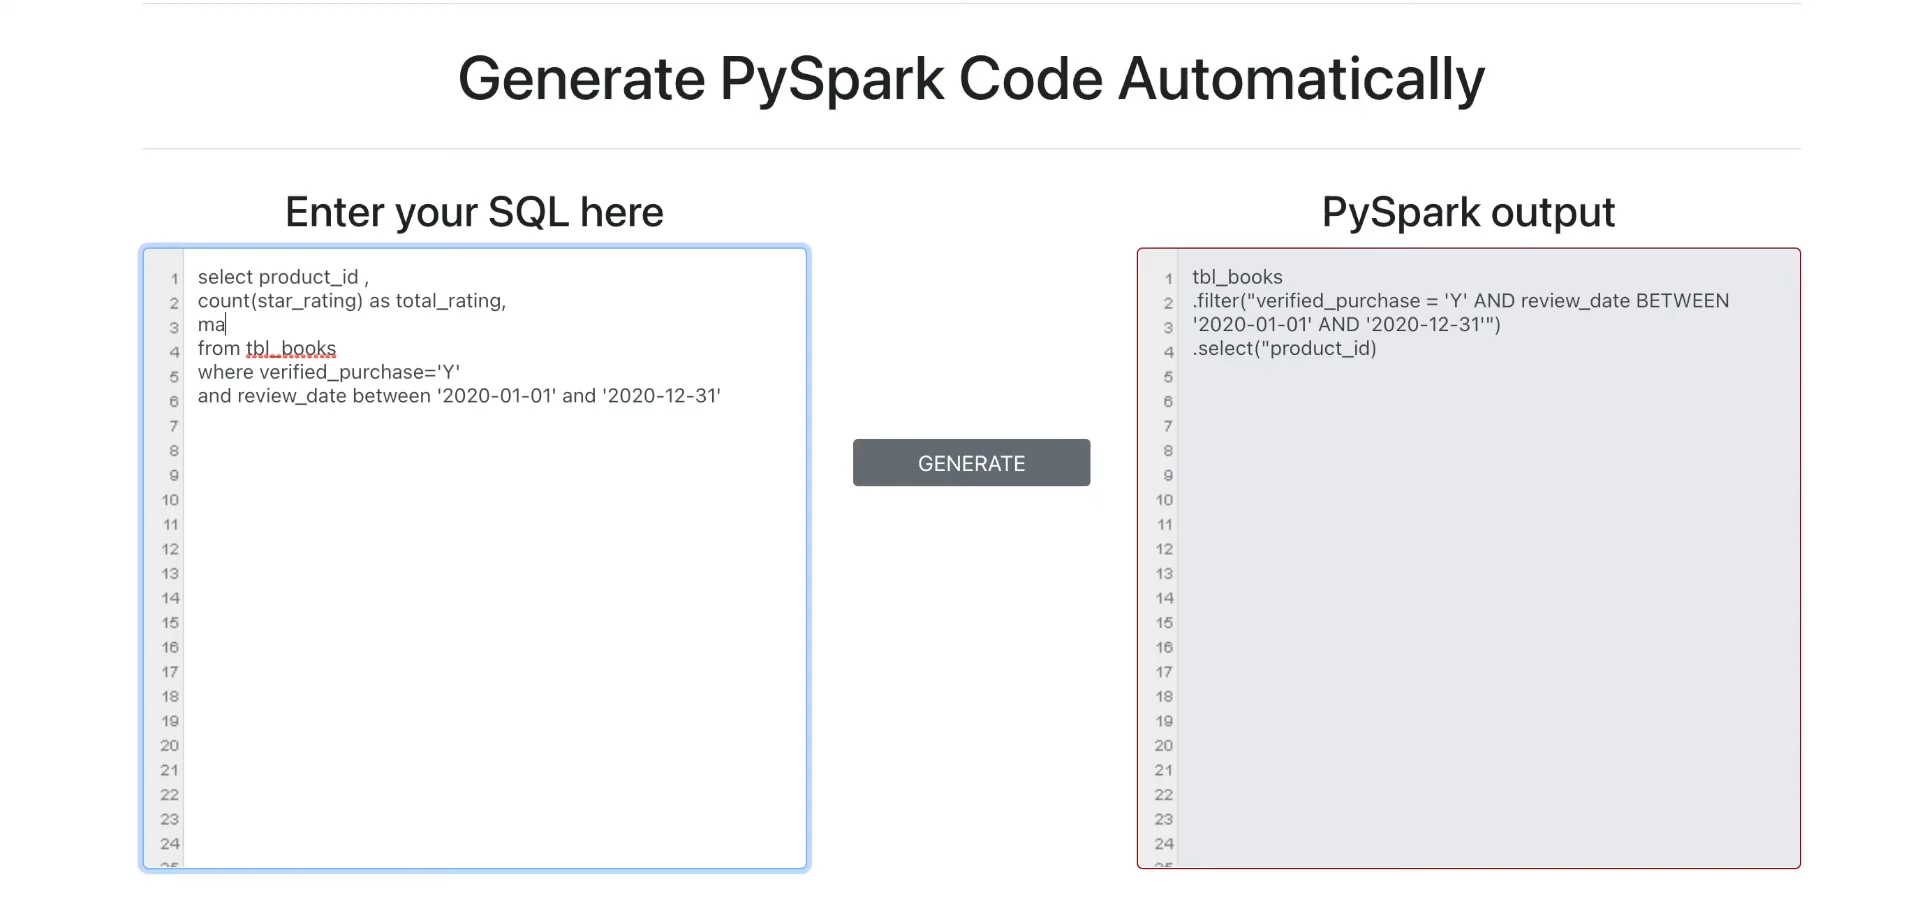 Generate PySpark Code Automatically
Enter your SQL here
1 select product_id ,
2 count(star_rating) as total_rating,
3 ma
4 from tbl_books
5 where verified_purchase='Y'
6 and review_date between '2020-01-01' and '2020-12-31'
7
8
9
10
11
12
13
14
15
16
17
18
19
20
21
22
23
24
25
GENERATE
PySpark output
1 tbl_books
2 .filter("verified_purchase = 'Y' AND review_date BETWEEN
3 '2020-01-01' AND '2020-12-31'")
4 .select("product_id)
5
6
7
8
9
10
11
12
13
14
15
16
17
18
19
20
21
22
23
24
25